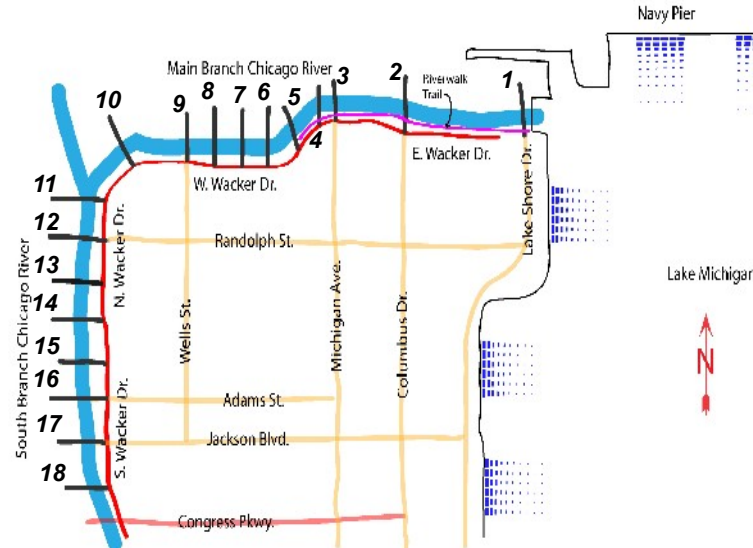 Navy Pier
Main Branch Chicago River
1
2
3
4
5
6
7
8
9
10
Riverwalk
Trail
E. Wacker Dr.
W. Wacker Dr.
Lake Shore Dr.
11
12
13
14
15
16
17
18
N. Wacker Dr.
S. Wacker Dr.
South Branch Chicago River
Randolph St.
Wells St.
Michigan Ave.
Columbus Dr.
Lake Michigan
N
Adams St.
Jackson Blvd.
Congress Pkwy.